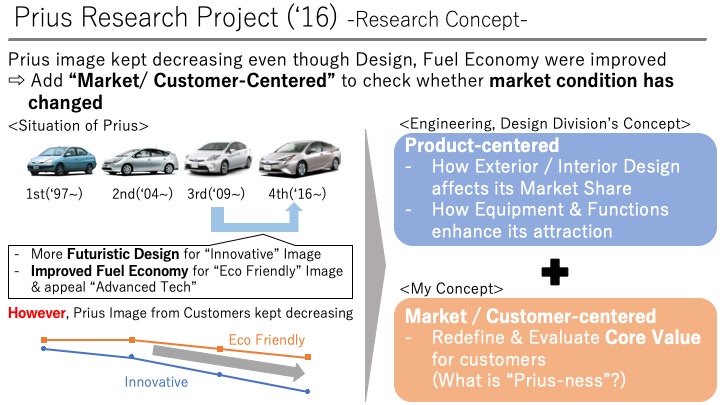 Prius Research Project (‘16) -Research Concept-
Prius image kept decreasing even though Design, Fuel Economy were improved
⇨ Add “Market/ Customer-Centered” to check whether market condition has
changed
<Situation of Prius>
1st(‘97~) 2nd(‘04~) 3rd(‘09~) 4th(‘16~)
- More Futuristic Design for “Innovative” Image
- Improved Fuel Economy for “Eco Friendly” Image
& appeal “Advanced Tech”
However, Prius Image from Customers kept decreasing
Eco Friendly
Innovative
<Engineering, Design Division’s Concept>
Product-centered
- How Exterior / Interior Design
affects its Market Share
- How Equipment & Functions
enhance its attraction
<My Concept>
Market / Customer-centered
- Redefine & Evaluate Core Value
for customers
(What is “Prius-ness”?)